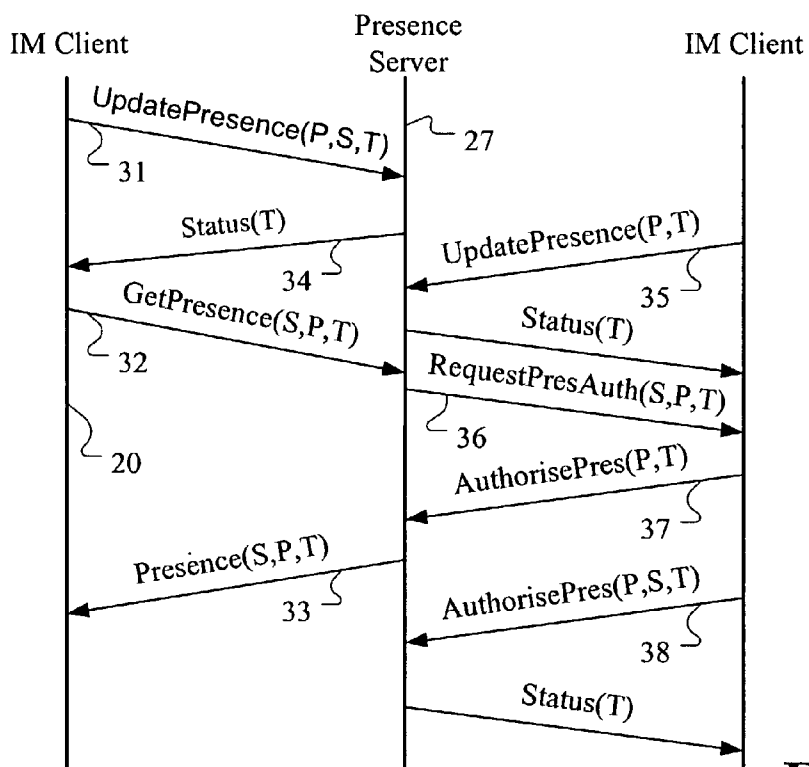 IM Client
Presence
Server
IM Client
UpdatePresence(P,S,T)
31
27
Status(T)
34
UpdatePresence(P,T)
35
GetPresence(S,P,T)
32
Status(T)
RequestPresAuth(S,P,T)
36
20
AuthorisePres(P,T)
37
Presence(S,P,T)
33
AuthorisePres(P,S,T)
38
Status(T)